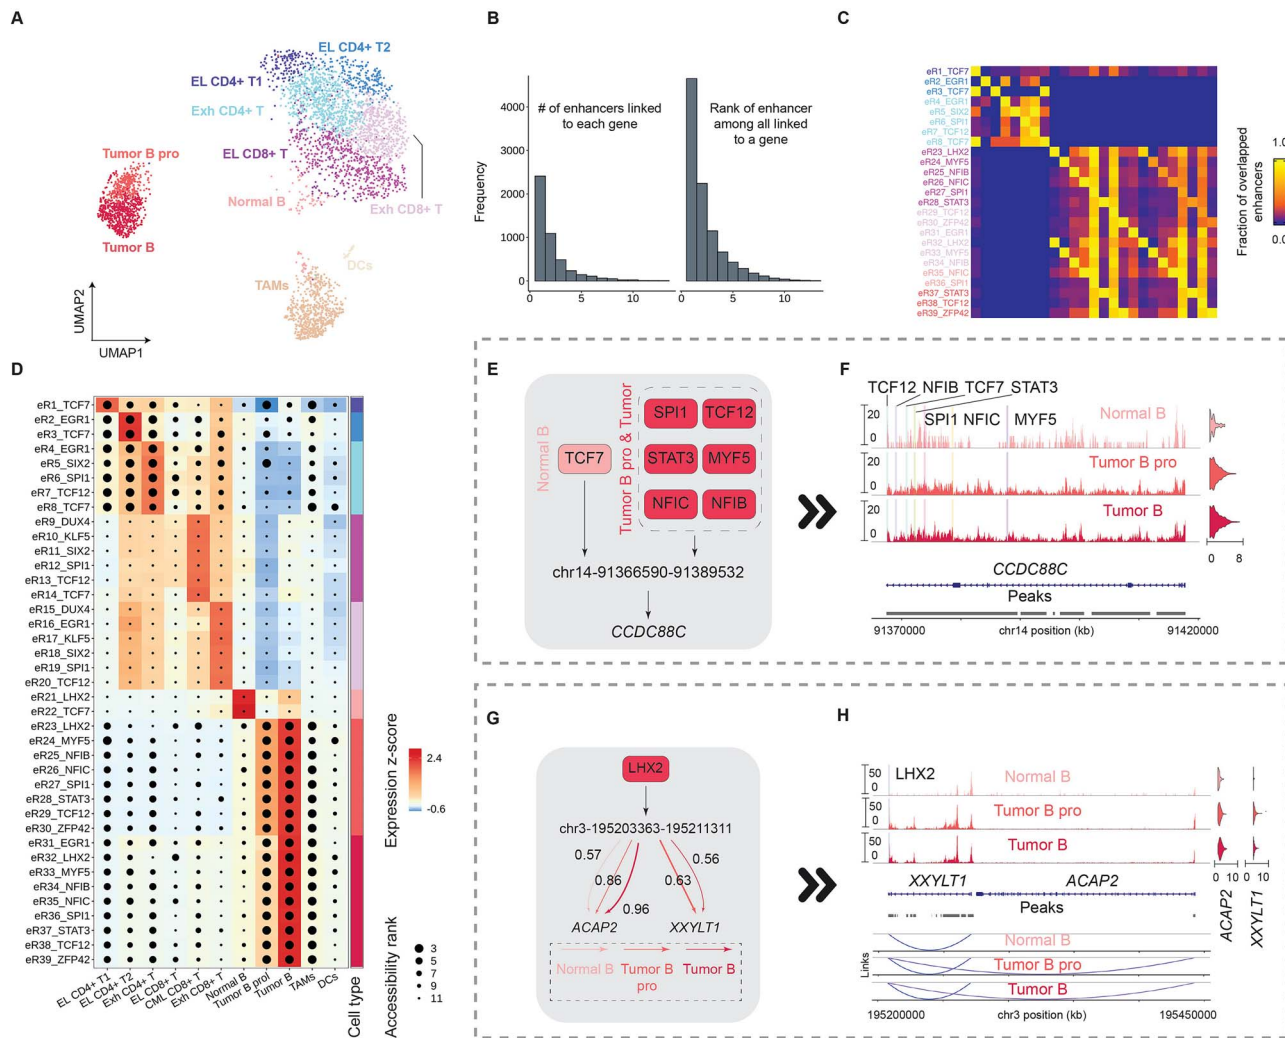 A
EL CD4+ T2
EL CD4+ T1
Exh CD4+ T
EL CD8+ T
Tumor B pro
Normal B
Exh CD8+ T
Tumor B
DCs
TAMs
UMAP2
UMAP1
B
# of enhancers linked
to each gene
Rank of enhancer
among all linked
to a gene
Frequency
4000
3000
2000
1000
0
0 5 10 0 5 10
C
eR1_TCF7
eR2_EGR1
eR3_TCF7
eR4_EGR1
eR5_SIX2
eR6_SPI1
eR7_TCF12
eR8_TCF7
eR23_LHX2
eR24_MYF5
eR25_NFIB
eR26_NFIC
eR27_SPI1
eR28_STAT3
eR29_TCF12
eR30_ZFP42
eR31_EGR1
eR32_LHX2
eR33_MYF5
eR34_NFIB
eR35_NFIC
eR36_SPI1
eR37_STAT3
eR38_TCF12
eR39_ZFP42
Fraction of overlapped
enhancers
D
eR1_TCF7
eR2_EGR1
eR3_TCF7
eR4_EGR1
eR5_SIX2
eR6_SPI1
eR7_TCF12
eR8_TCF7
eR9_DUX4
eR10_KLF5
eR11_SIX2
eR12_SPI1
eR13_TCF12
eR14_TCF7
eR15_DUX4
eR16_EGR1
eR17_KLF5
eR18_SIX2
eR19_SPI1
eR20_TCF12
eR21_LHX2
eR22_TCF7
eR23_LHX2
eR24_MYF5
eR25_NFIB
eR26_NFIC
eR27_SPI1
eR28_STAT3
eR29_TCF12
eR30_ZFP42
eR31_EGR1
eR32_LHX2
eR33_MYF5
eR34_NFIB
eR35_NFIC
eR36_SPI1
eR37_STAT3
eR38_TCF12
eR39_ZFP42
EL CD4+ T1
EL CD4+ T2
Exh CD4+ T
EL CD8+ T
CML CD8+ T
Exh CD8+ T
Normal B
Tumor B pro
Tumor B
TAMs
DCs
Cell type
Expression z-score
2.4
-0.6
Accessibility rank
3
5
7
9
11
E
Normal B
TCF7
Tumor B pro & Tumor
SPI1 TCF12
STAT3 MYF5
NFIC NFIB
chr14-91366590-91389532
CCDC88C
F
TCF12 NFIB TCF7 STAT3
SPI1 NFIC MYF5
20
0
Normal B
20
0
Tumor B pro
20
0
Tumor B
0 8
CCDC88C
Peaks
91370000 chr14 position (kb) 91420000
G
LHX2
chr3-195203363-195211311
0.57
0.56
0.86
0.63
0.96
ACAP2 XXYLT1
Normal B Tumor B pro Tumor B
H
LHX2
50
0
Normal B
50
0
Tumor B pro
50
0
Tumor B
0 10 0 10
ACAP2
XXYLT1
XXYLT1 ACAP2
Peaks
Links
Normal B
Tumor B pro
Tumor B
195200000 chr3 position (kb) 195450000